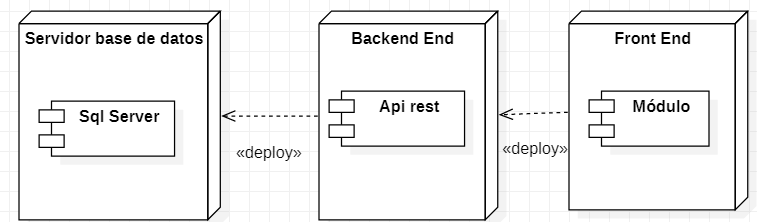 Servidor base de datos
Sql Server
«deploy»
Backend End
Api rest
«deploy»
Front End
Módulo